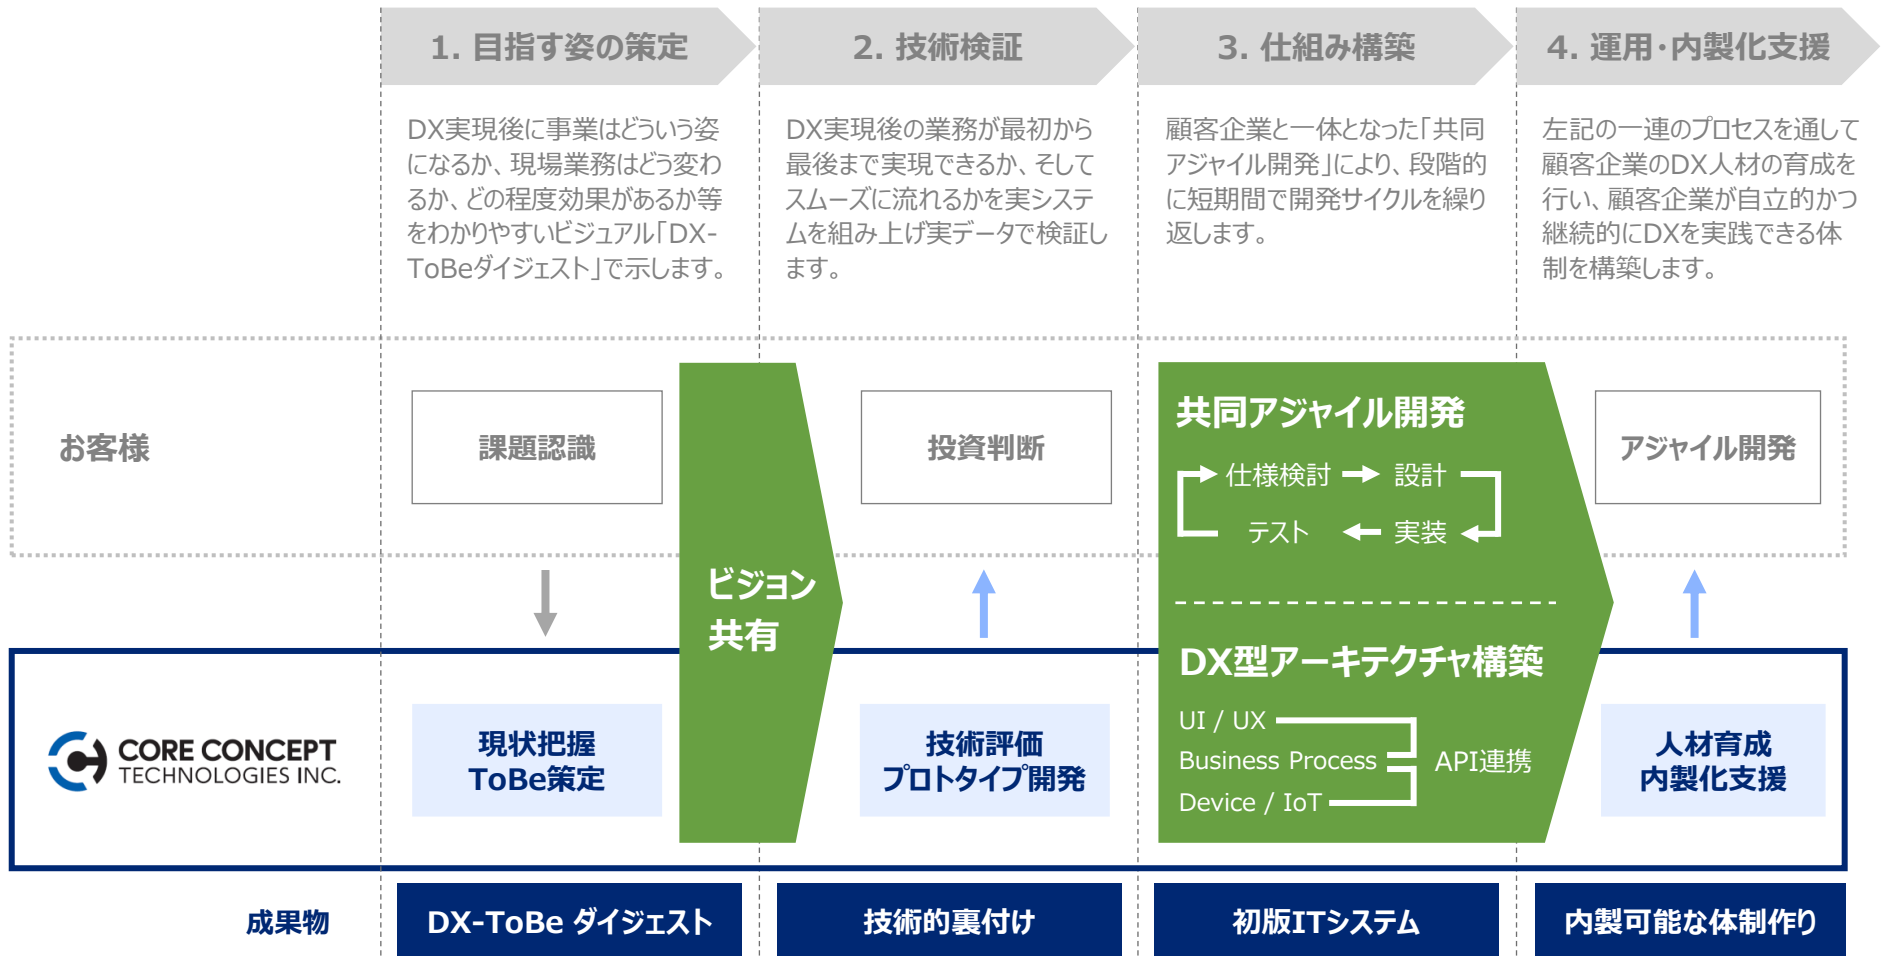 1. 目指す姿の策定
2. 技術検証
3. 仕組み構築
4. 運用・内製化支援
DX実現後に事業はどういう姿
になるか、現場業務はどう変わ
るか、どの程度効果があるか等
をわかりやすいビジュアル「DX-
ToBeダイジェスト」で示します。
DX実現後の業務が最初から
最後まで実現できるか、そして
スムーズに流れるかを実システ
ムを組み上げ実データで検証し
ます。
顧客企業と一体となった「共同
アジャイル開発」により、段階的
に短期間で開発サイクルを繰り
返します。
左記の一連のプロセスを通して
顧客企業のDX人材の育成を
行い、顧客企業が自立的かつ
継続的にDXを実践できる体
制を構築します。
お客様
課題認識
ビジョン
共有
投資判断
共同アジャイル開発
仕様検討
設計
テスト
実装
アジャイル開発
CORE CONCEPT
TECHNOLOGIES INC.
現状把握
ToBe策定
技術評価
プロトタイプ開発
DX型アーキテクチャ構築
UI / UX
Business Process
API連携
Device / IoT
人材育成
内製化支援
成果物
DX-ToBe ダイジェスト
技術的裏付け
初版ITシステム
内製可能な体制作り